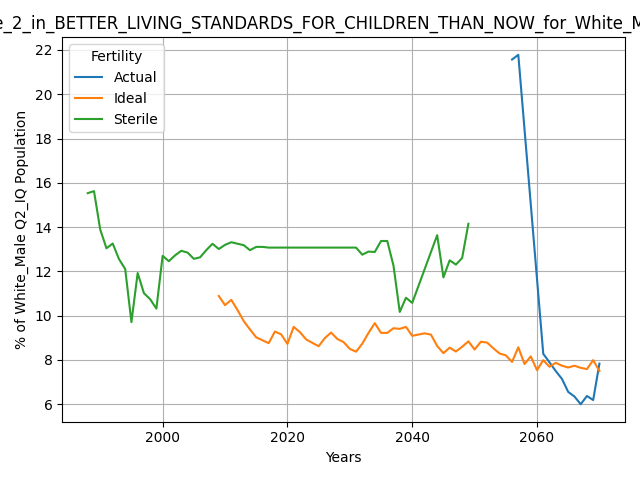 e_2_in_BETTER_LIVING_STANDARDS_FOR_CHILDREN_THAN_NOW_for_White_M
Fertility
Actual
Ideal
Sterile
% of White_Male Q2_IQ Population
22
20
18
16
14
12
10
8
6
2000
2020
2040
2060
Years